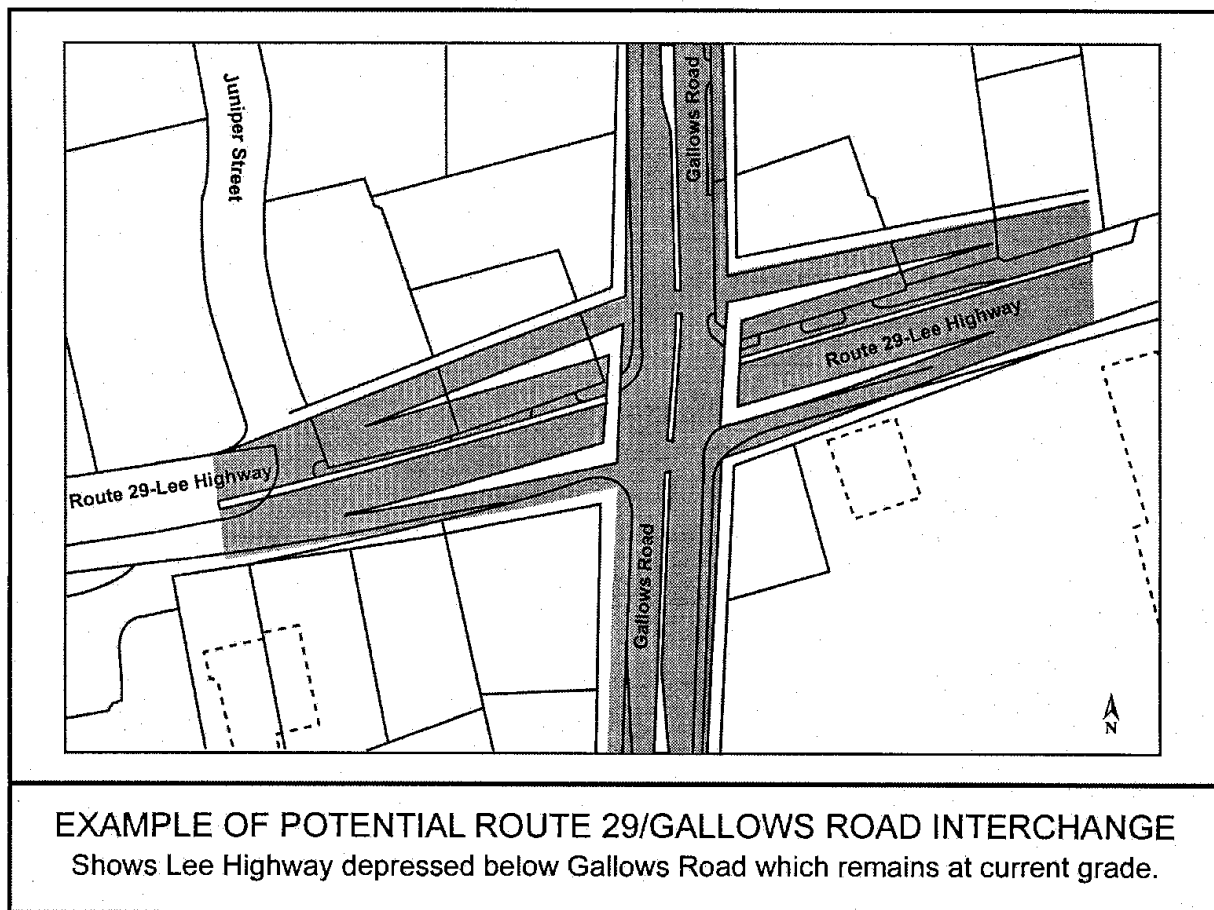 Juniper Street
Gallows Road
Route 29-Lee Highway
Route 29-Lee Highway
Gallows Road
N
EXAMPLE OF POTENTIAL ROUTE 29/GALLOWS ROAD INTERCHANGE
Shows Lee Highway depressed below Gallows Road which remains at current grade.